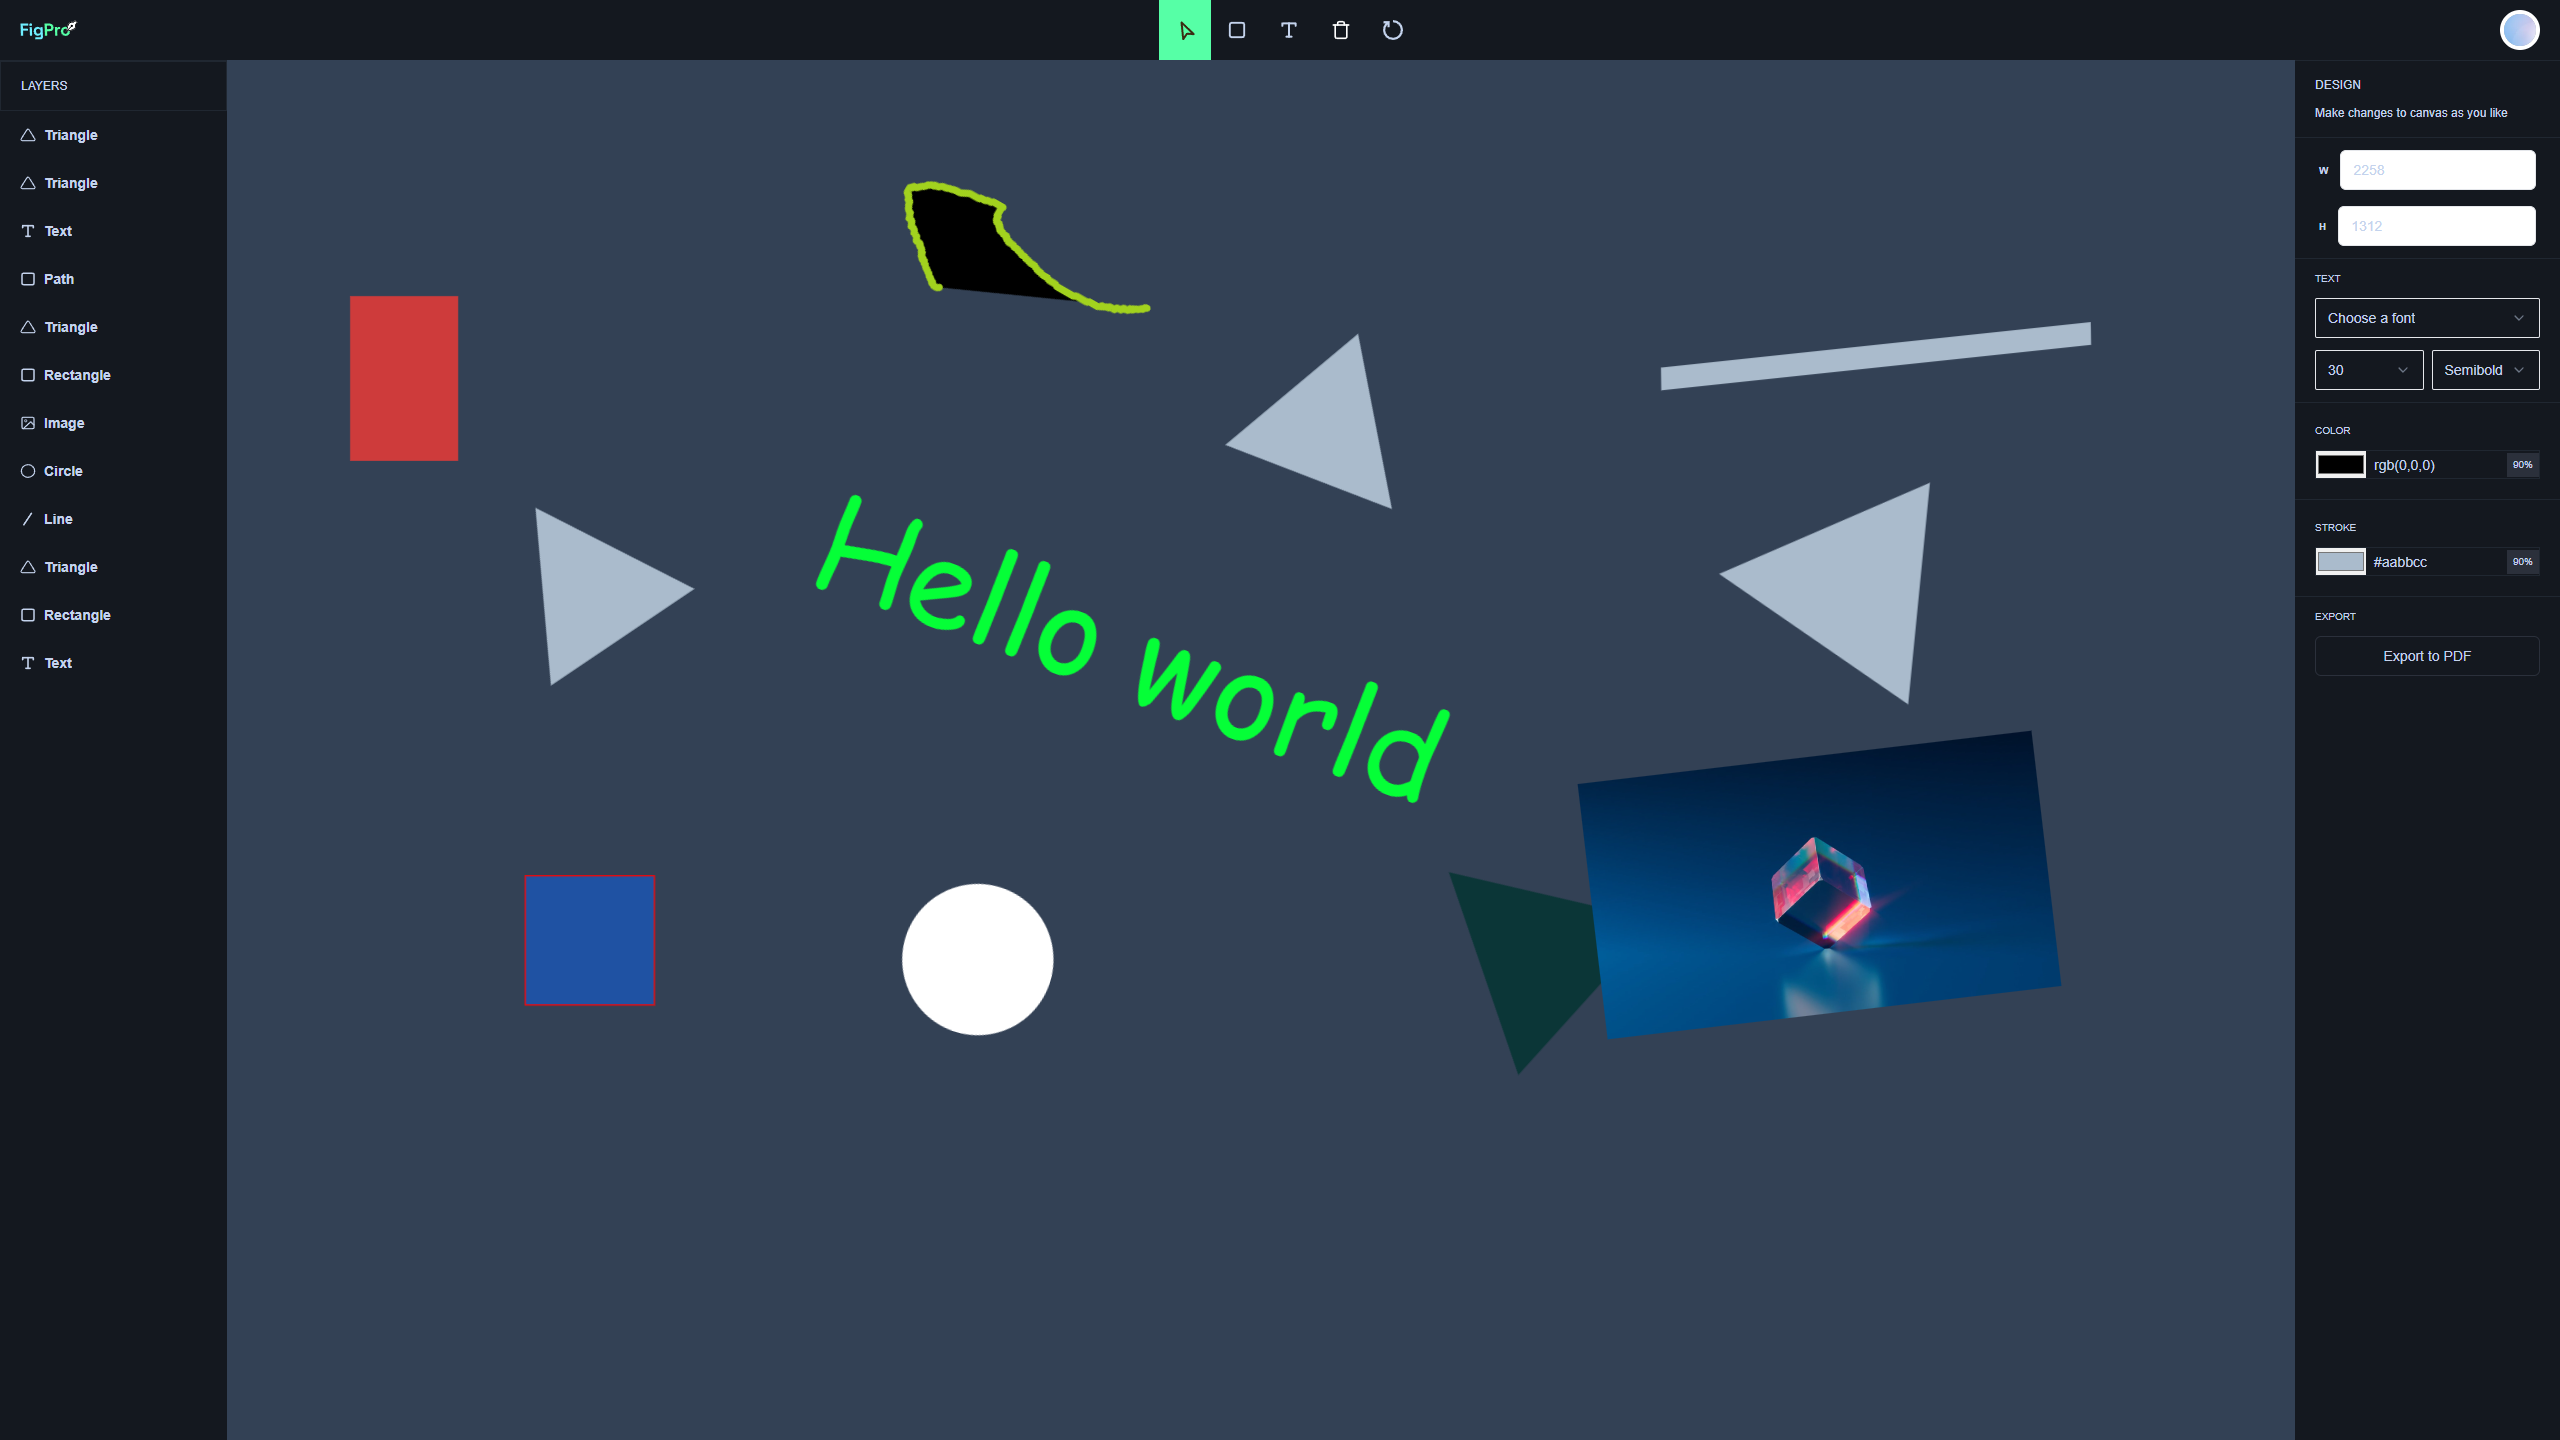 FigPro
LAYERS
Triangle
Triangle
Text
Path
Triangle
Rectangle
Image
Circle
Line
Triangle
Rectangle
Text
Hello world
DESIGN
Make changes to canvas as you like
W 2258
H 1312
TEXT
Choose a font
30 Semibold
COLOR
rgb(0,0,0) 90%
STROKE
#aabbcc 90%
EXPORT
Export to PDF